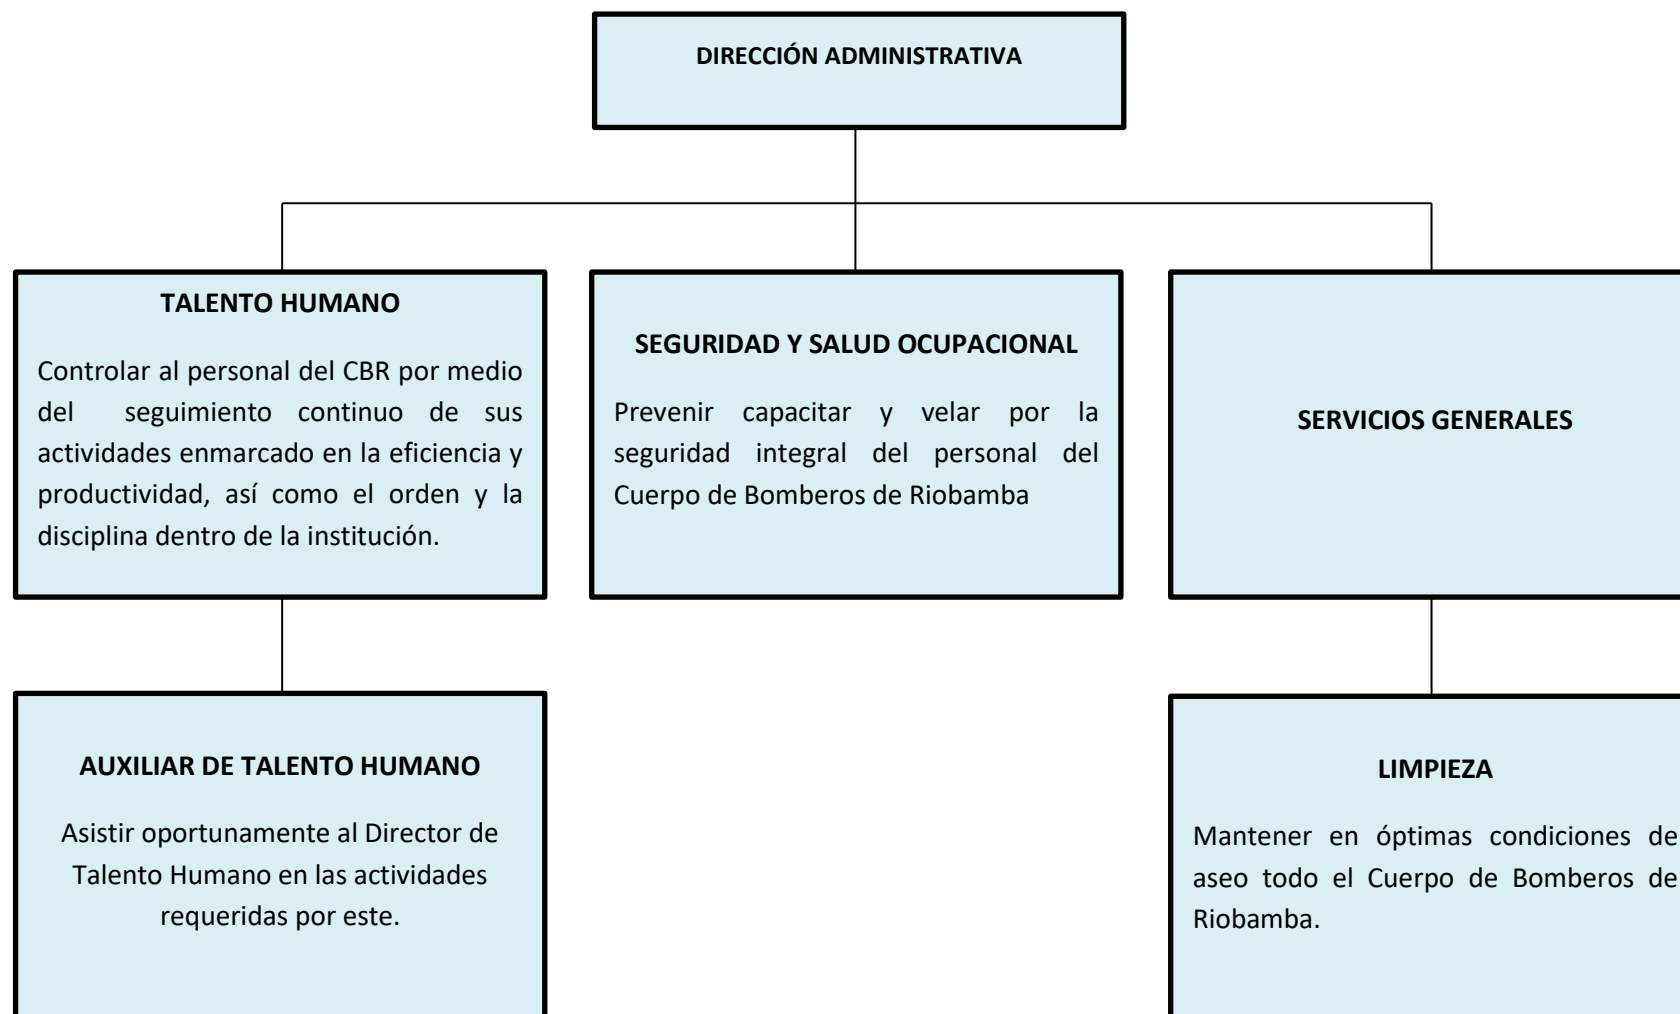 DIRECCIÓN ADMINISTRATIVA
TALENTO HUMANO
Controlar al personal del CBR por medio
del seguimiento continuo de sus
actividades enmarcado en la eficiencia y
productividad, así como el orden y la
disciplina dentro de la institución.
SEGURIDAD Y SALUD OCUPACIONAL
Prevenir capacitar y velar por la
seguridad integral del personal del
Cuerpo de Bomberos de Riobamba
SERVICIOS GENERALES
AUXILIAR DE TALENTO HUMANO
Asistir oportunamente al Director de
Talento Humano en las actividades
requeridas por este.
LIMPIEZA
Mantener en óptimas condiciones de
aseo todo el Cuerpo de Bomberos de
Riobamba.